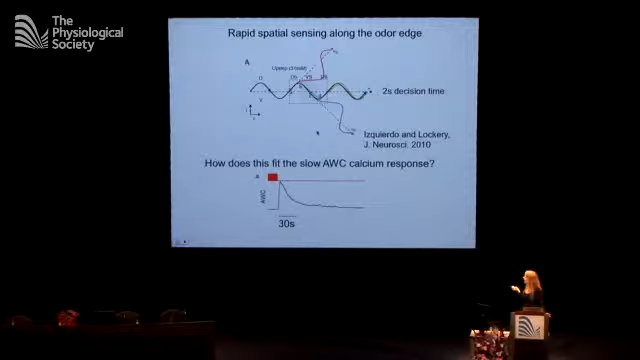 The
Physiological
Society
Rapid spatial sensing along the odor edge
A
D
V
2s decision time
Izquierdo and Lockery,
J. Neurosci. 2010
How does this fit the slow AWC calcium response?
AWC
30s